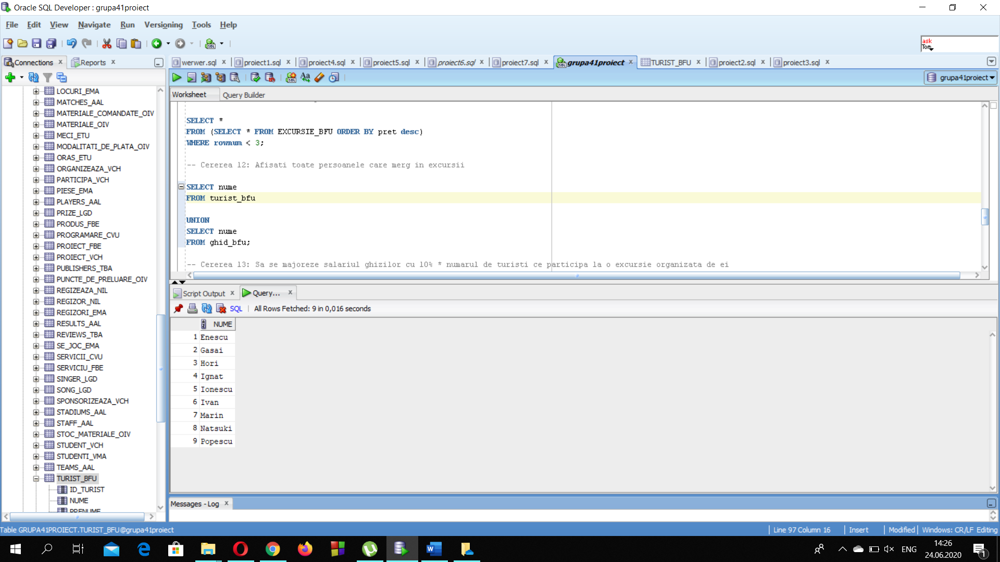 Oracle SQL Developer : grupa41proiect
File Edit View Navigate Run Versioning Tools Help
ask
Tom
Connections Reports
werwer.sql proiect1.sql proiect4.sql proiect5.sql proiect6.sql proiect7.sql grupa41proiect TURIST_BFU proiect2.sql proiect3.sql
grupa41proiect
Worksheet Query Builder
LOCURI_EMA
MATCHES_AAL
MATERIALE_COMANDATE_OIV
MATERIALE_OIV
MECI_ETU
MODALITATI_DE_PLATA_OIV
ORAS_ETU
ORGANIZEAZA_VCH
PARTICIPA_VCH
PIESE_EMA
PLAYERS_AAL
PRIZE_LGD
PRODUS_FBE
PROGRAMARE_CVU
PROIECT_FBE
PROIECT_VCH
PUBLISHERS_TBA
PUNCTE_DE_PRELUARE_OIV
REGIZEAZA_NIL
REGIZOR_NIL
REGIZORI_EMA
RESULTS_AAL
REVIEWS_TBA
SE_JOC_EMA
SERVICII_CVU
SERVICIU_FBE
SINGER_LGD
SONG_LGD
SPONSORIZEAZA_VCH
STADIUMS_AAL
STAFF_AAL
STOC_MATERIALE_OIV
STUDENT_VCH
STUDENTI_VMA
TEAMS_AAL
TURIST_BFU
ID_TURIST
NUME
PRENUME
SELECT *
FROM (SELECT * FROM EXCURSIE_BFU ORDER BY pret desc)
WHERE rownum < 3;
-- Cererea 12: Afisati toate persoanele care merg in excursii
SELECT nume
FROM turist_bfu
UNION
SELECT nume
FROM ghid_bfu;
-- Cererea 13: Sa se majoreze salariul ghizilor cu 10% * numarul de turisti ce participa la o excursie organizata de ei
Script Output Query...
SQL All Rows Fetched: 9 in 0,016 seconds
NUME
1 Enescu
2 Gasai
3 Hori
4 Ignat
5 Ionescu
6 Ivan
7 Marin
8 Natsuki
9 Popescu
Messages - Log
Table GRUPA41PROIECT.TURIST_BFU@grupa41proiect
Line 97 Column 16 Insert Modified Windows: CR/LF Editing
ENG
14:26
24.06.2020
1